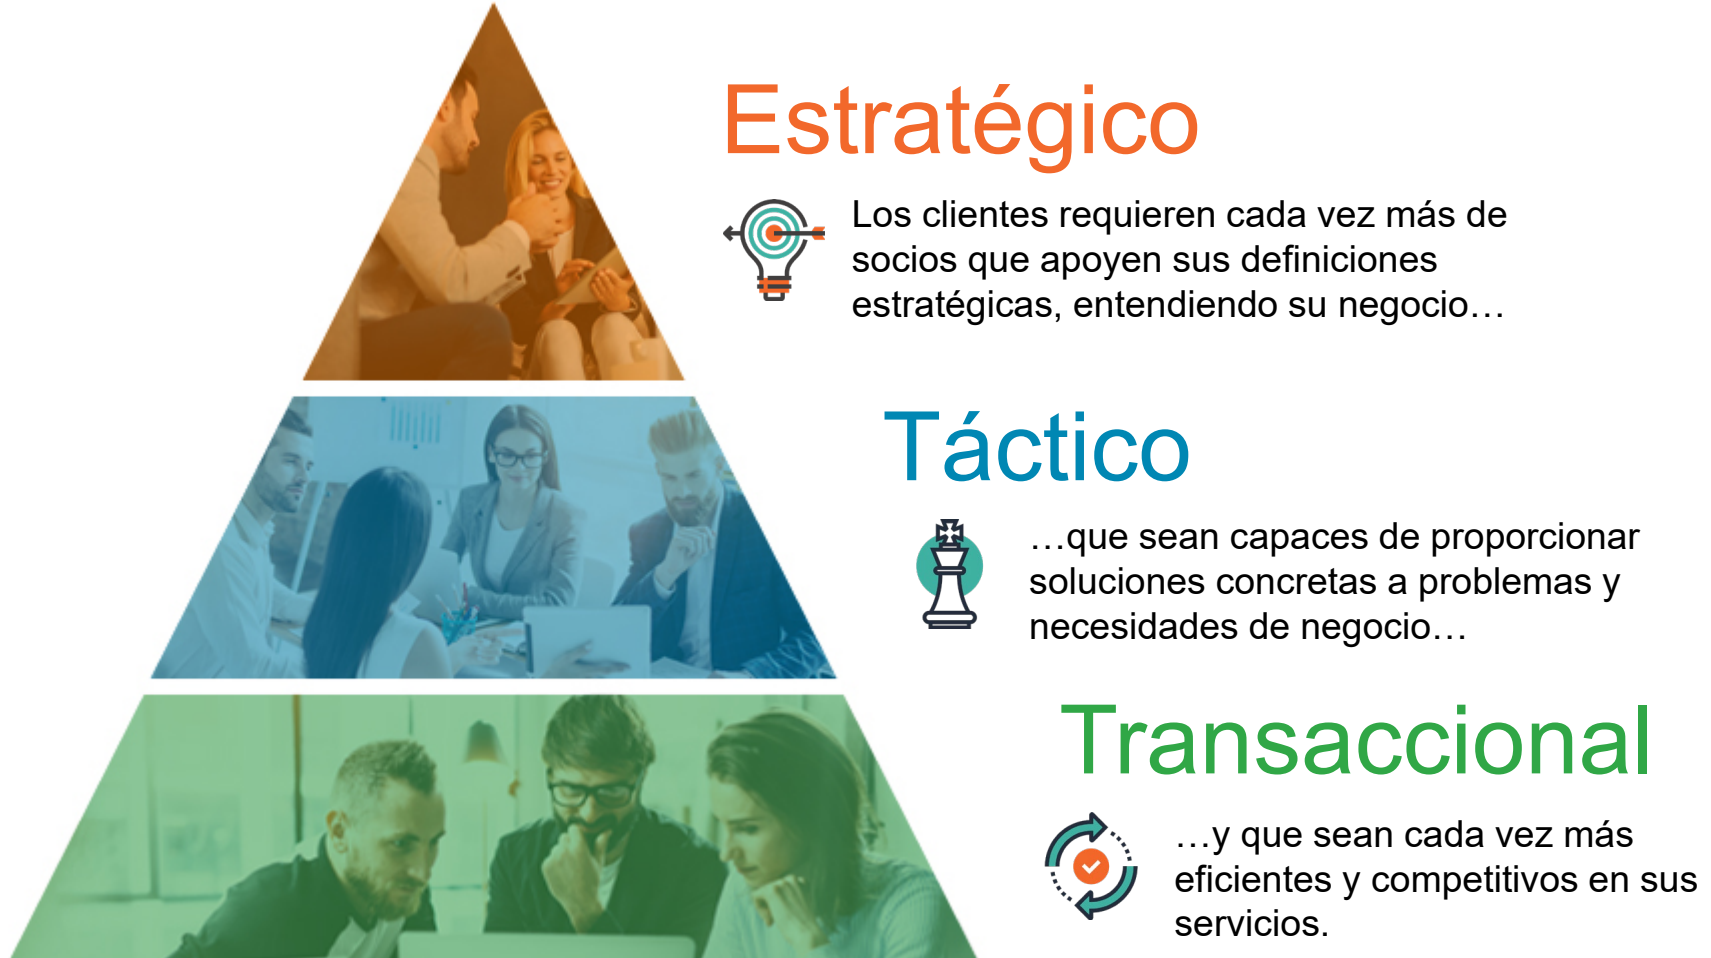 Estratégico
Los clientes requieren cada vez más de
socios que apoyen sus definiciones
estratégicas, entendiendo su negocio…
Táctico
…que sean capaces de proporcionar
soluciones concretas a problemas y
necesidades de negocio…
Transaccional
…y que sean cada vez más
eficientes y competitivos en sus
servicios.